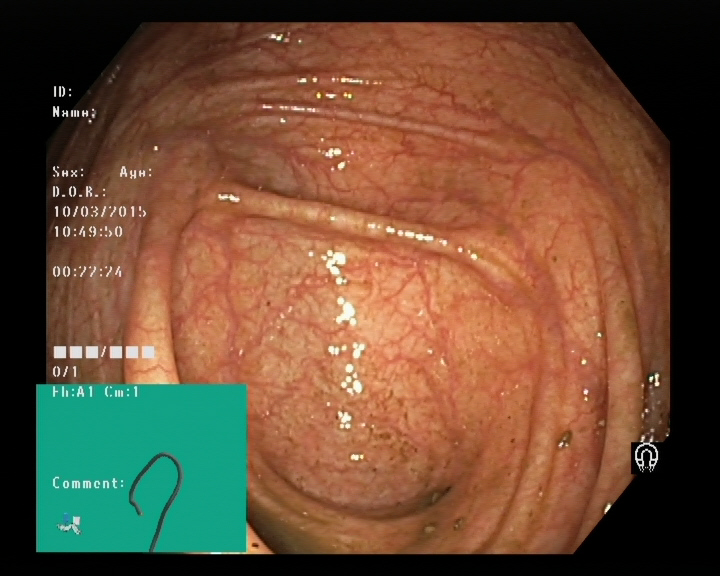 ID:
Name:
Sex: Age:
D.O.R.:
10/03/2015
10:49:50
00:22:24
■■■/■■■
0/1
Eh:A1 Cm:1
Comment: